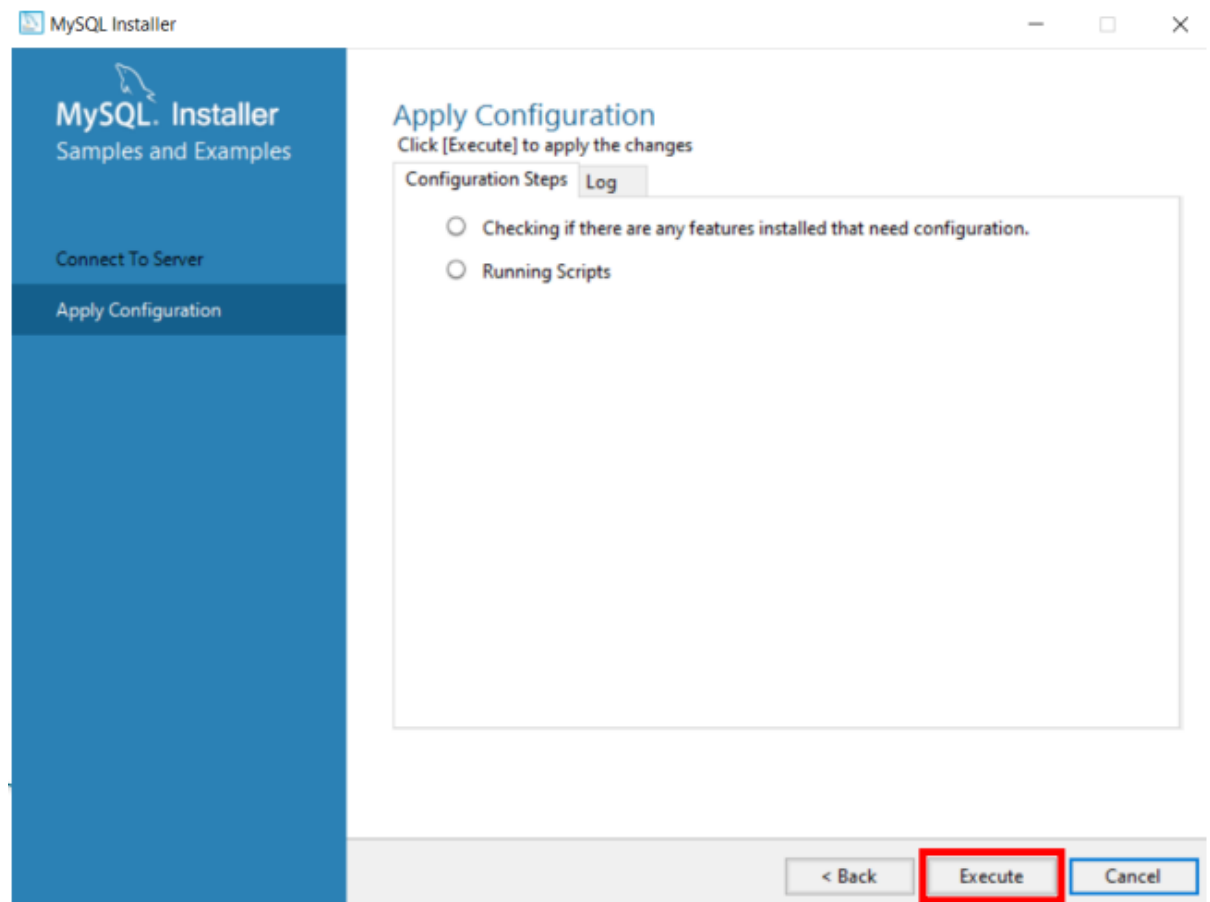 MySQL Installer
MySQL. Installer
Samples and Examples
Connect To Server
Apply Configuration
Apply Configuration
Click [Execute] to apply the changes
Configuration Steps
Log
Checking if there are any features installed that need configuration.
Running Scripts
< Back
Execute
Cancel